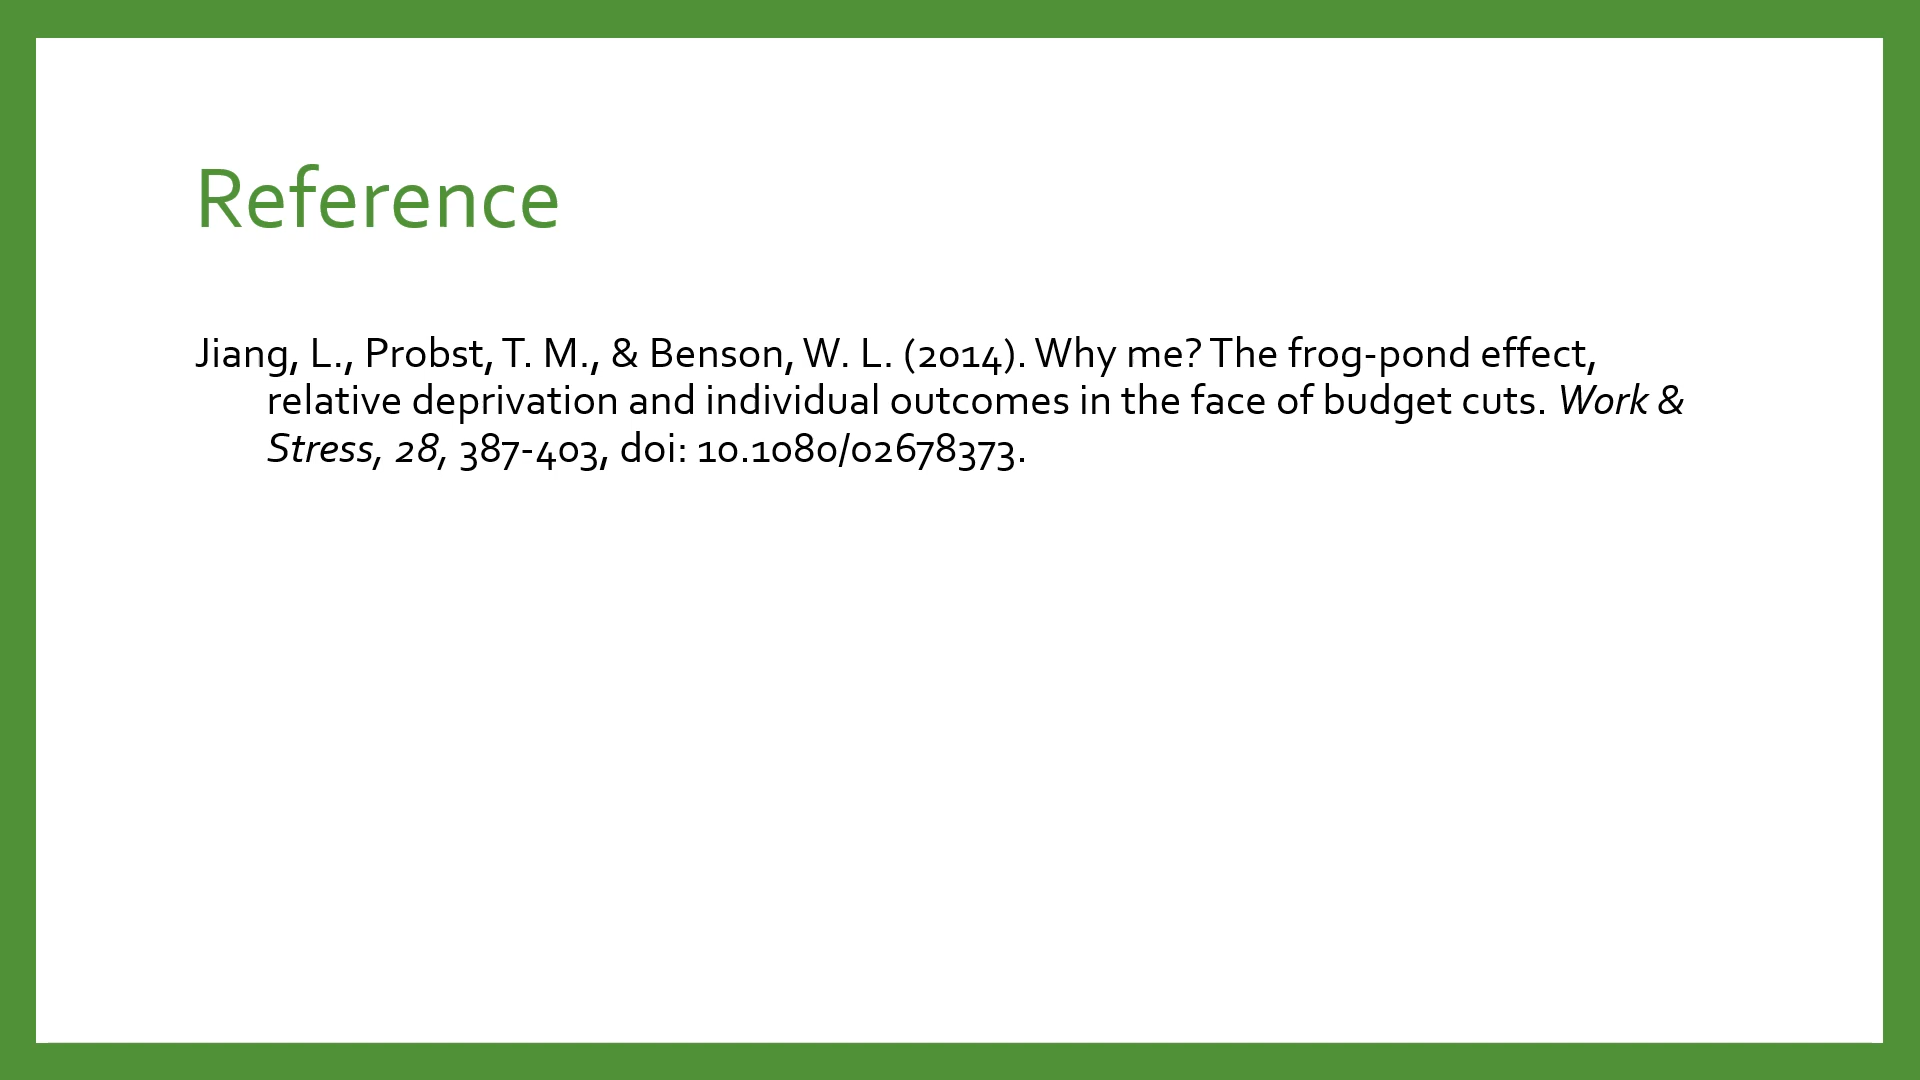 Reference
Jiang, L., Probst, T. M., & Benson, W. L. (2014). Why me? The frog-pond effect,
relative deprivation and individual outcomes in the face of budget cuts. Work &
Stress, 28, 387-403, doi: 10.1080/02678373.